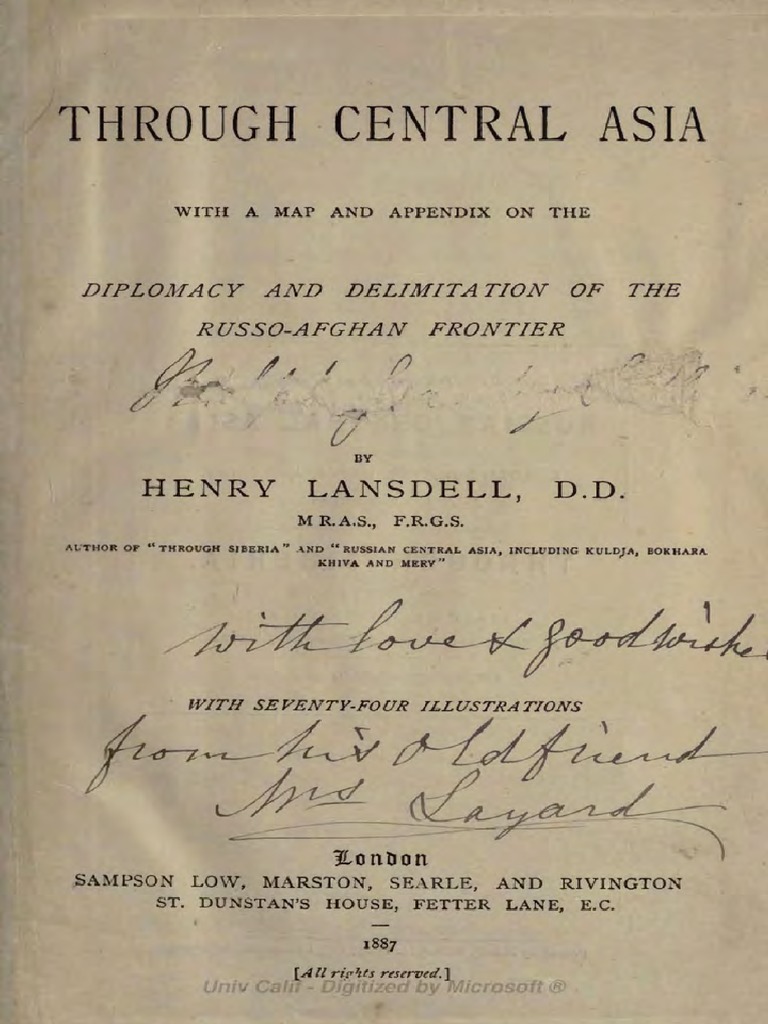 THROUGH CENTRAL ASIA
WITH A MAP AND APPENDIX ON THE
DIPLOMACY AND DELIMITATION OF THE
RUSSO-AFGHAN FRONTIER
BY
HENRY LANSDELL, D.D.
M R.A.S., F.R.G.S.
AUTHOR OF "THROUGH SIBERIA" AND "RUSSIAN CENTRAL ASIA, INCLUDING KULDJA, BOKHARA
KHIVA AND MERV"
with love & good wishe
WITH SEVENTY-FOUR ILLUSTRATIONS
from his old friend
Mrs Layard
London
SAMPSON LOW, MARSTON, SEARLE, AND RIVINGTON
ST. DUNSTAN'S HOUSE, FETTER LANE, E.C.
1887
[All rights reserved.]
Univ Calif - Digitized by Microsoft ®